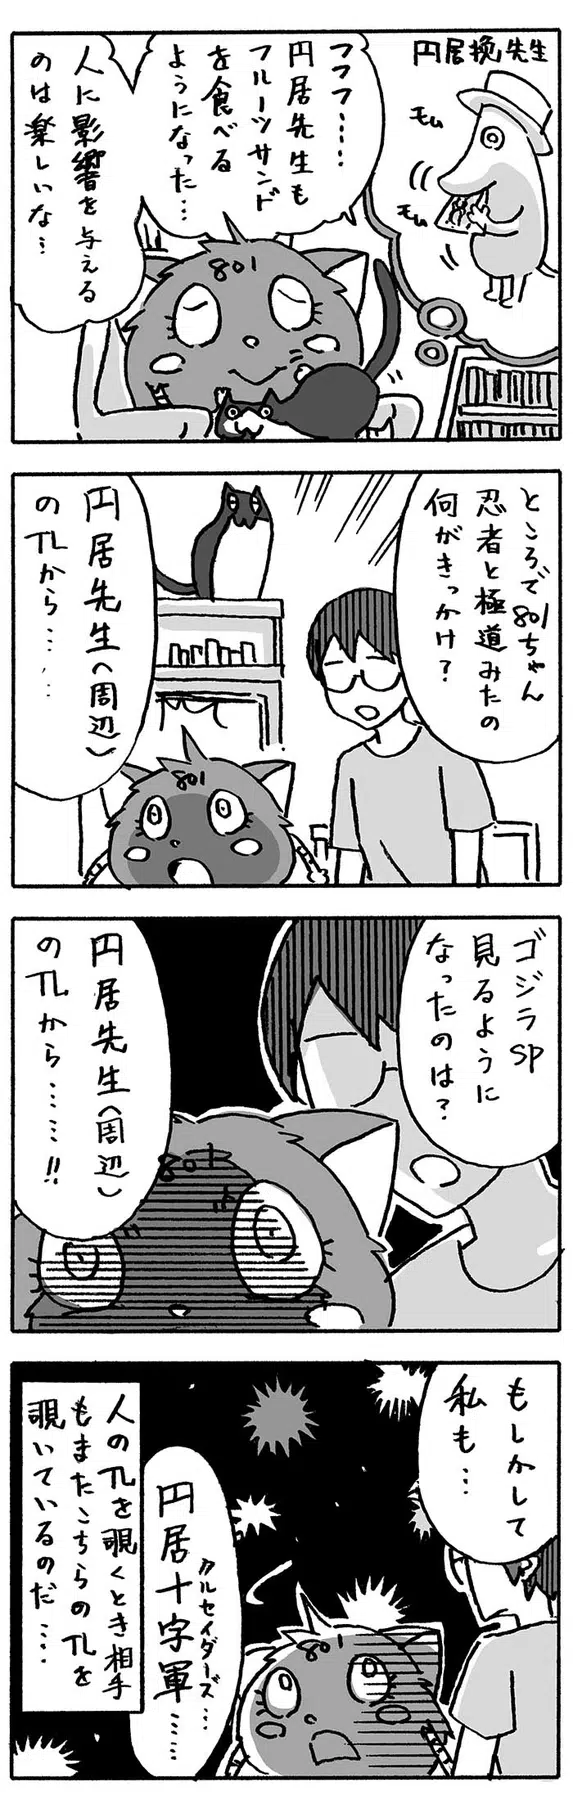 円居挽先生
モム
モム
フフフ……
円居先生も
フルーツサンド
を食べる
ようになった…
人に影響を与える
のは楽しいな…
801
ところで801ちゃん
忍者と極道みたの
何がきっかけ?
円居先生(周辺)
のTLから……
801
ゴジラ
SP
見るように
なったのは?
円居先生(周辺)
のTLから……!!
801
もしかして
私も…
クルセイダーズ…
円居十字軍……
801
人のTLを覗くとき相手
もまたこちらのTLを
覗いているのだ…